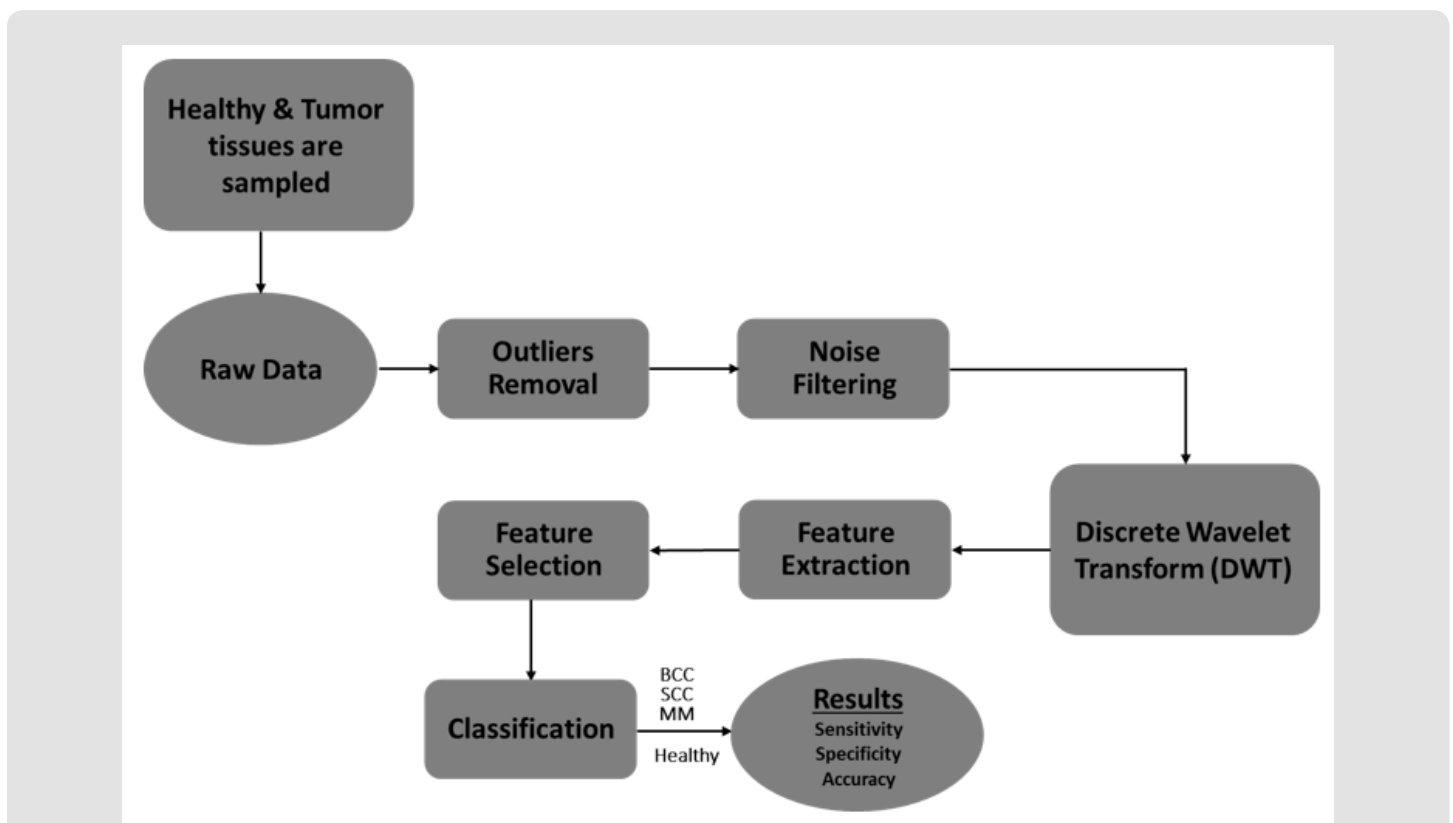 Healthy & Tumor
tissues are
sampled
Raw Data
Outliers
Removal
Noise
Filtering
Discrete Wavelet
Transform (DWT)
Feature
Extraction
Feature
Selection
Classification
BCC
SCC
MM
Healthy
Results
Sensitivity
Specificity
Accuracy